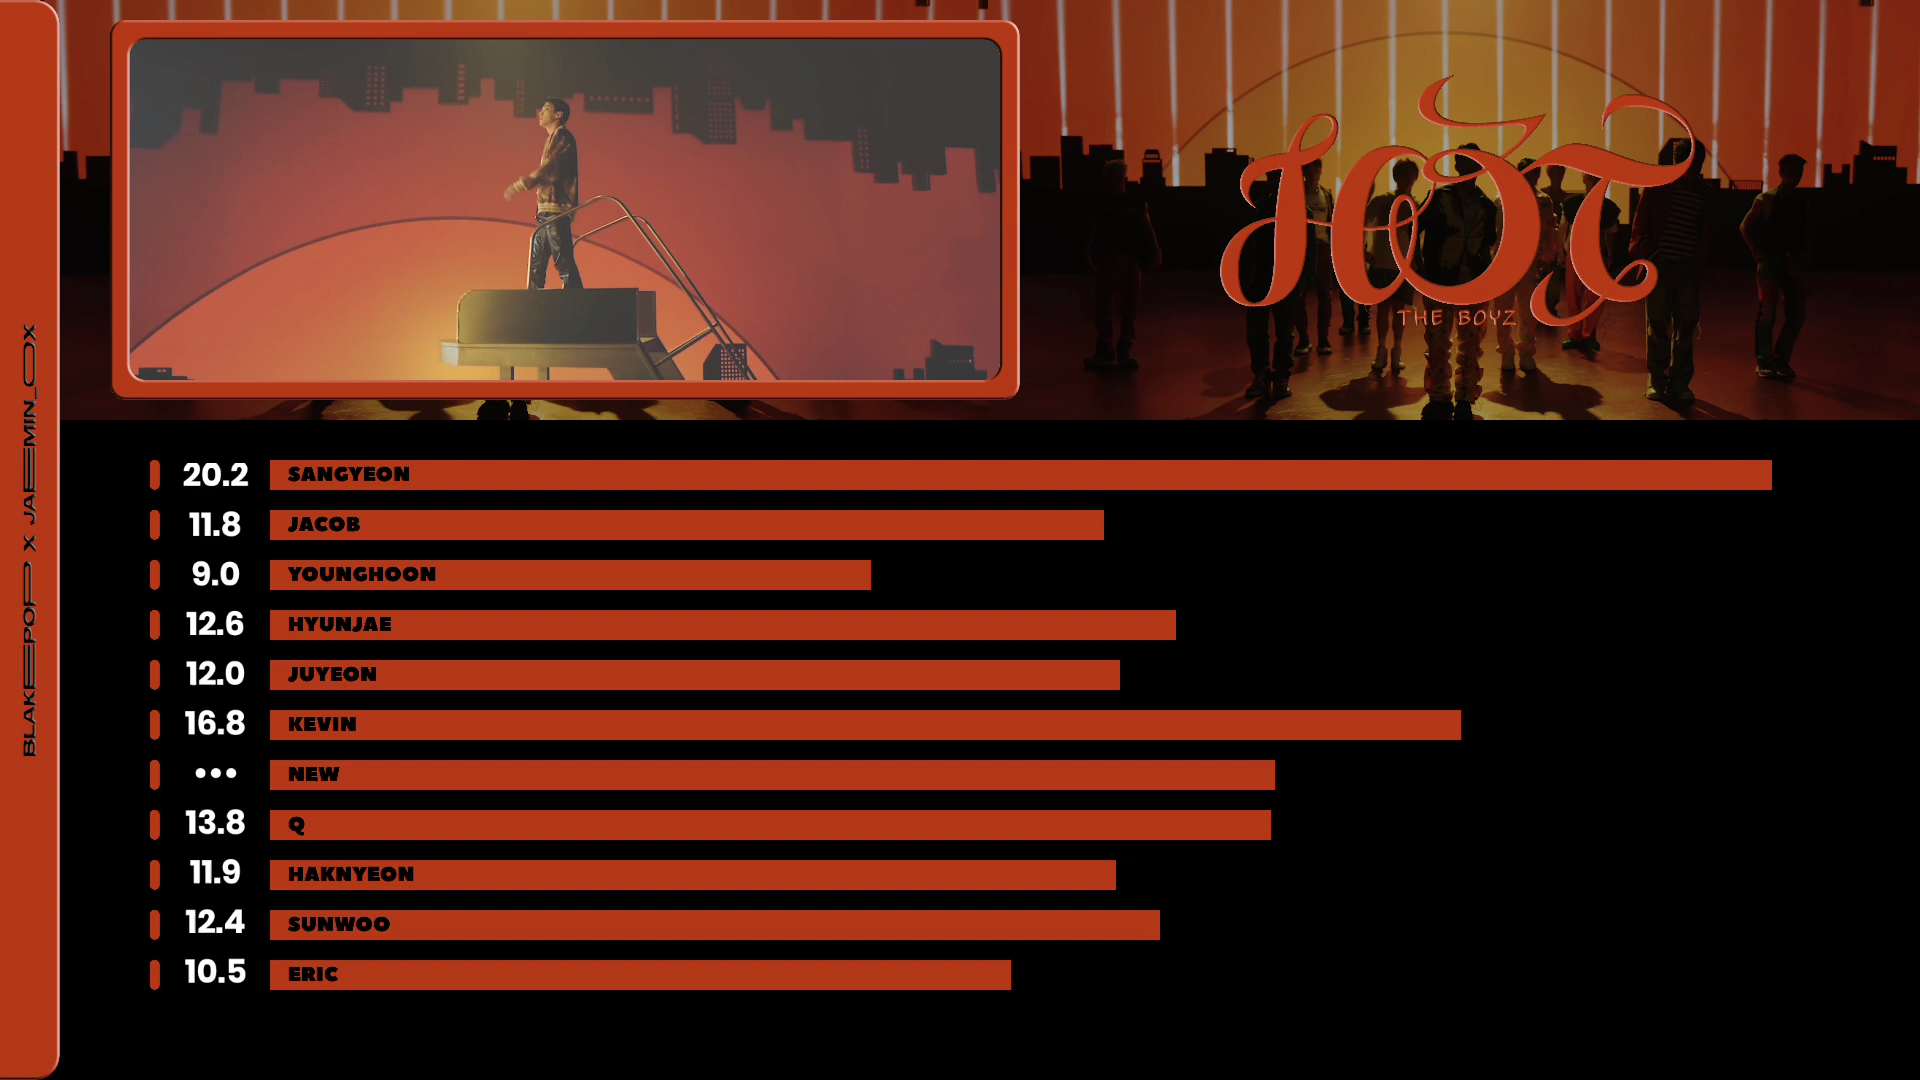 BLAKEPOP X JAEMIN_OX
THE BOYZ
20.2 SANGYEON
11.8 JACOB
9.0 YOUNGHOON
12.6 HYUNJAE
12.0 JUYEON
16.8 KEVIN
••• NEW
13.8 Q
11.9 HAKNYEON
12.4 SUNWOO
10.5 ERIC